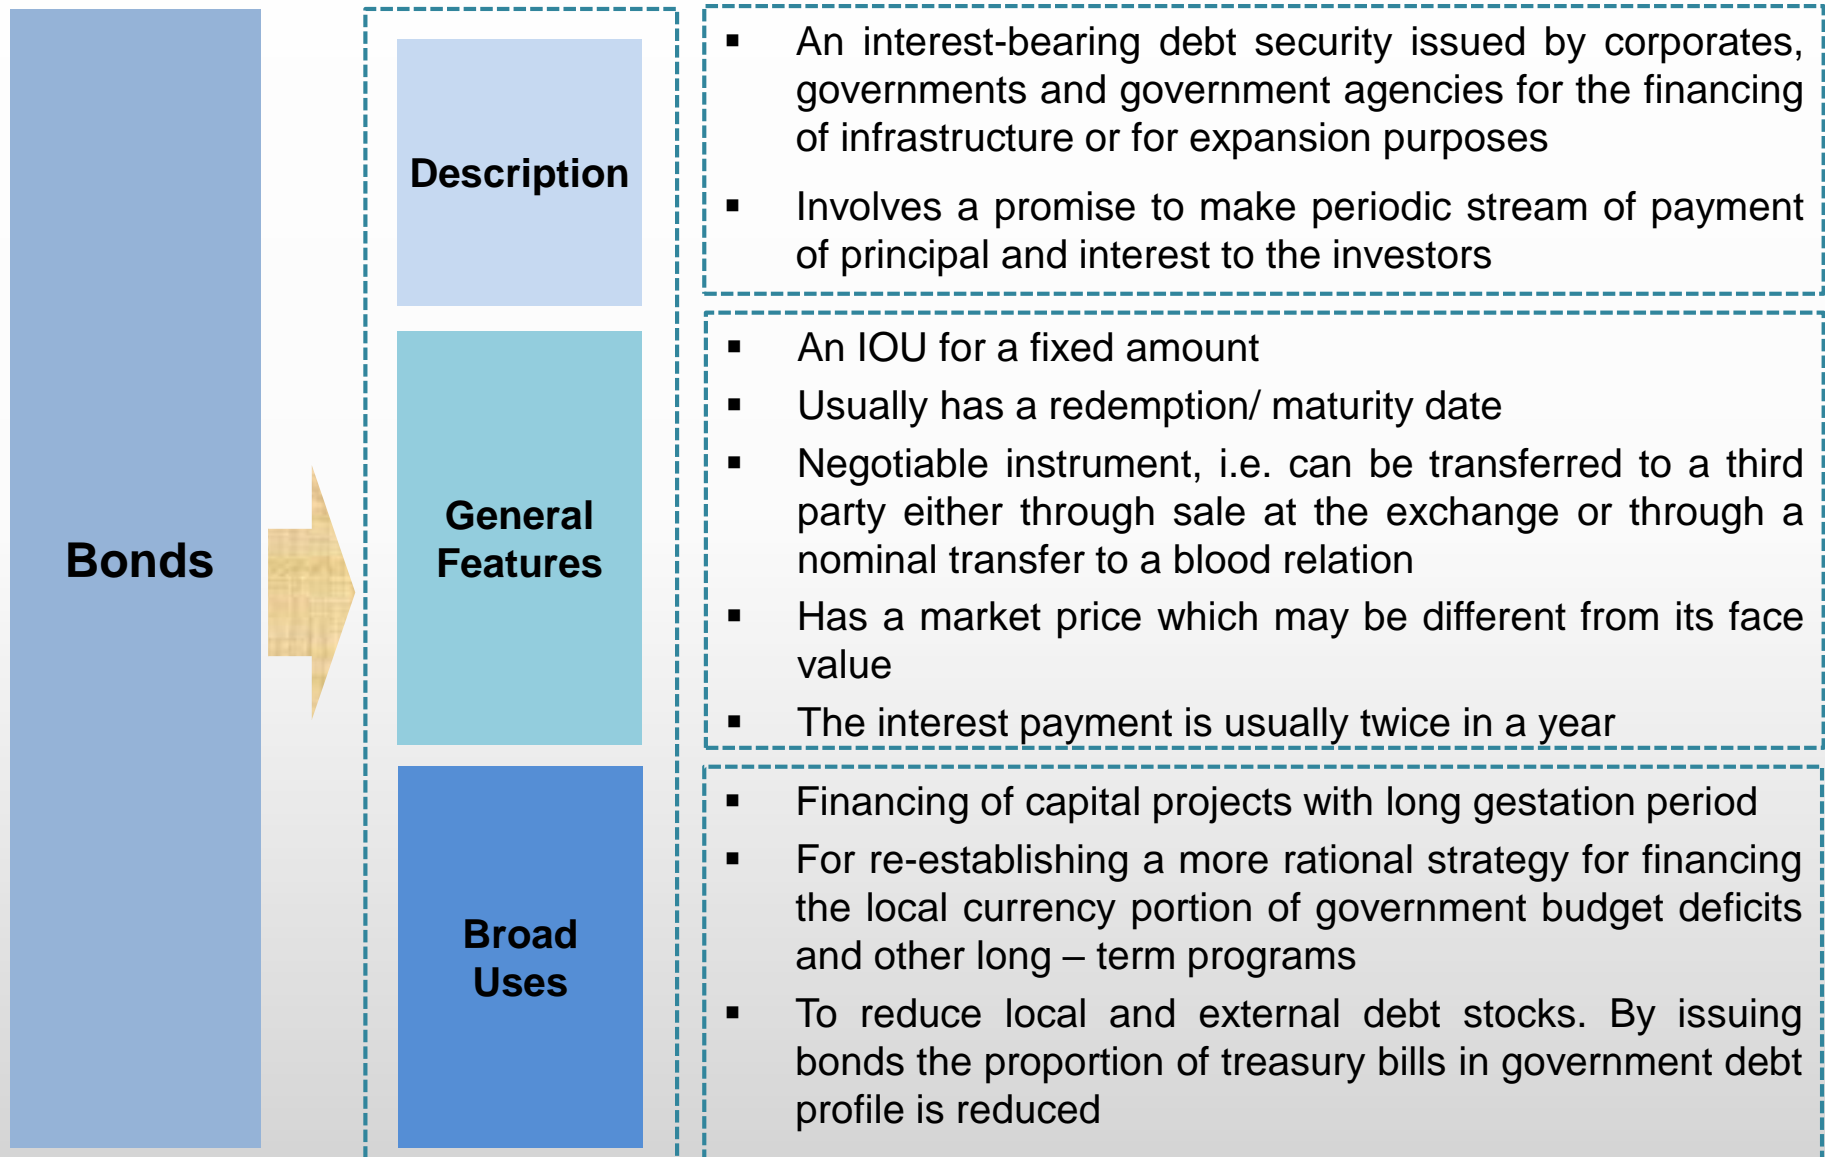 Bonds
Description
▪ An interest-bearing debt security issued by corporates,
governments and government agencies for the financing
of infrastructure or for expansion purposes
▪ Involves a promise to make periodic stream of payment
of principal and interest to the investors
General
Features
▪ An IOU for a fixed amount
▪ Usually has a redemption/ maturity date
▪ Negotiable instrument, i.e. can be transferred to a third
party either through sale at the exchange or through a
nominal transfer to a blood relation
▪ Has a market price which may be different from its face
value
▪ The interest payment is usually twice in a year
Broad
Uses
▪ Financing of capital projects with long gestation period
▪ For re-establishing a more rational strategy for financing
the local currency portion of government budget deficits
and other long – term programs
▪ To reduce local and external debt stocks. By issuing
bonds the proportion of treasury bills in government debt
profile is reduced